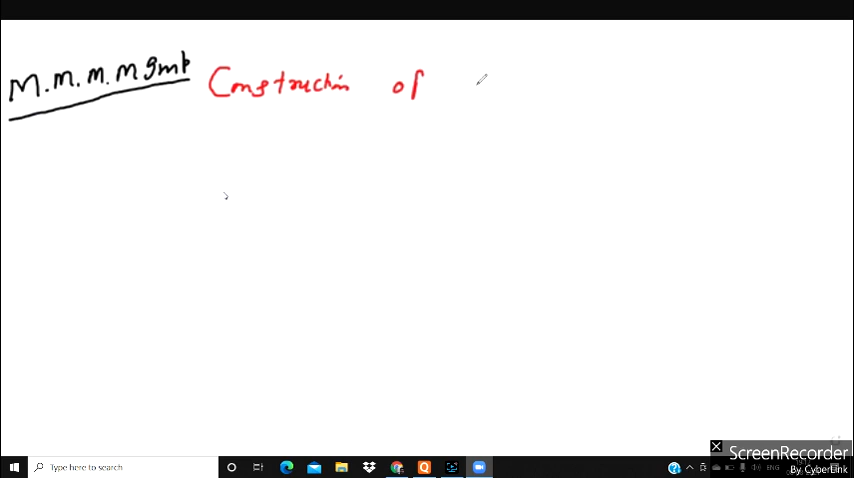 M.M.M.Mgmt Construction of
ScreenRecorder
By CyberLink
Type here to search
ENG